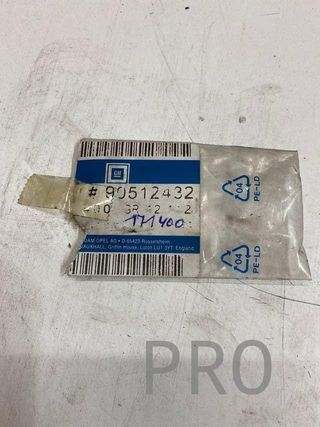 GM
# 90512432
171400
ADAM OPEL AG • D-65423 Rüsselsheim
VAUXHALL, Griffin House, Luton LU1 3YT, England
04
PE-LD
04
PE-LD
PRO